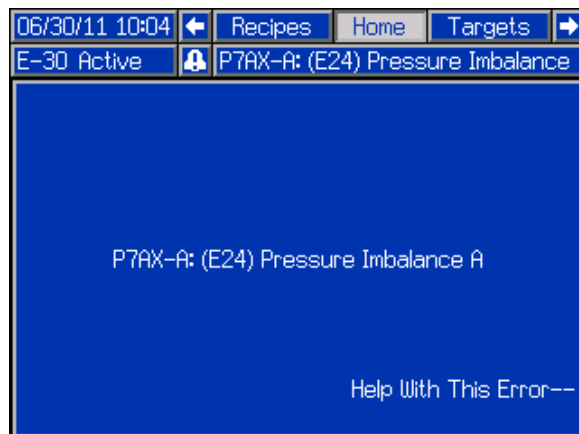 06/30/11 10:04 Recipes Home Targets
E-30 Active P7AX-A: (E24) Pressure Imbalance
P7AX-A: (E24) Pressure Imbalance A
Help With This Error--